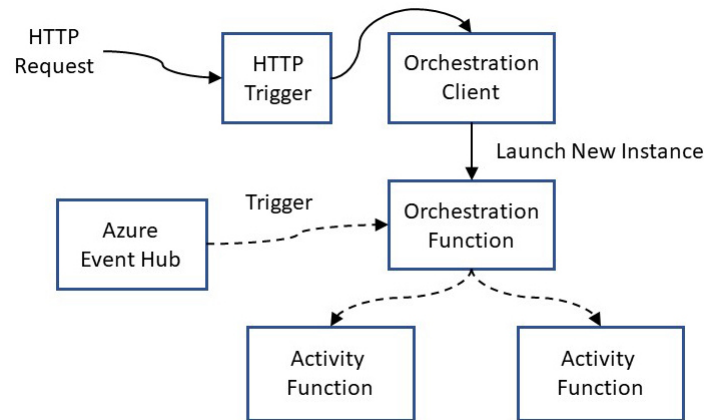 HTTP
Request
HTTP
Trigger
Orchestration
Client
Launch New Instance
Trigger
Azure
Event Hub
Orchestration
Function
Activity
Function
Activity
Function